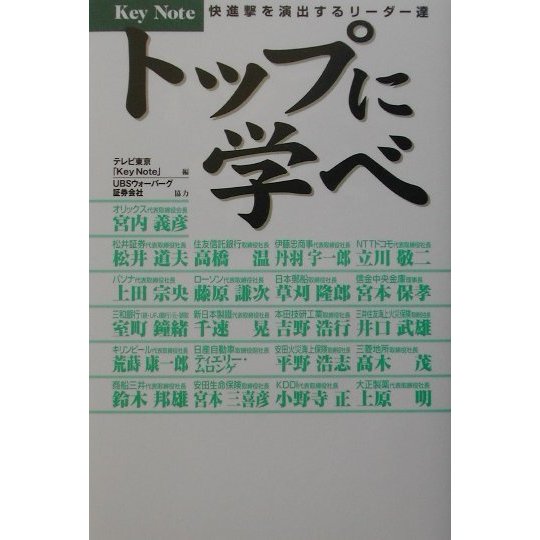 Key Note 快進撃を演出するリーダー達
トップに
学べ
テレビ東京
「Key Note」 編
UBSウォーバーグ
証券会社 協力
オリックス代表取締役会長
宮内 義彦
松井証券代表取締役社長 住友信託銀行取締役社長 伊藤忠商事代表取締役社長 NTTドコモ代表取締役社長
松井 道夫 高橋 温 丹羽 宇一郎 立川 敬二
パソナ代表取締役社長 ローソン代表取締役社長 日本郵船代表取締役社長 信金中央金庫理事長
上田 宗央 藤原 謙次 草刈 隆郎 宮本 保孝
三和銀行 新日本製鐵代表取締役社長 本田技研工業取締役社長 三井住友海上火災保険取締役社長
室町 鐘緒 千速 晃 吉野 浩行 井口 武雄
キリンビール代表取締役社長 日産自動車取締役副社長 安田火災海上保険取締役社長 三菱地所取締役社長
荒蒔 康一郎 ティエリー・ムロンゲ 平野 浩志 高木 茂
商船三井代表取締役社長 安田生命保険取締役社長 KDDI代表取締役社長 大正製薬代表取締役社長
鈴木 邦雄 宮本 三喜彦 小野寺 正 上原 明